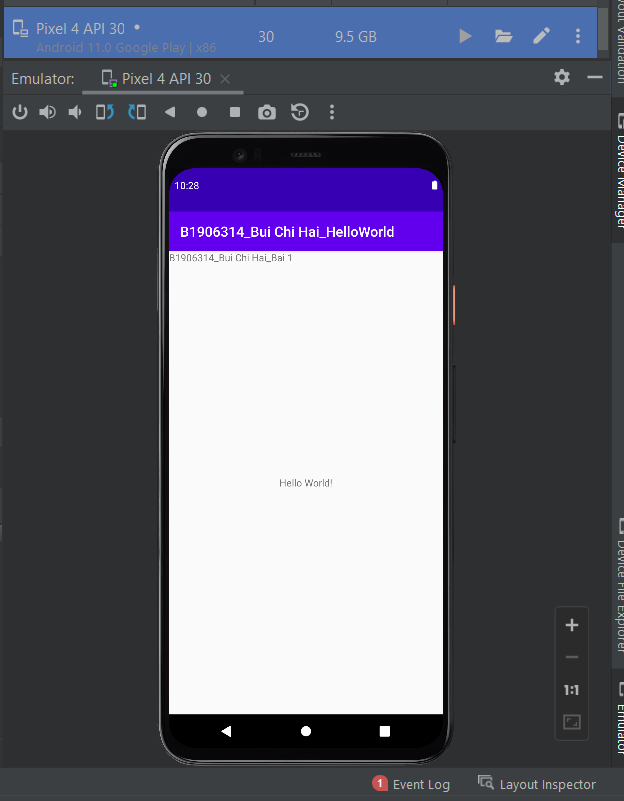 Pixel 4 API 30
Android 11.0 Google Play | x86
30
9.5 GB
Emulator:
Pixel 4 API 30
10:28
B1906314_Bui Chi Hai_HelloWorld
B1906314_Bui Chi Hai_Bai 1
Hello World!
1:1
1
Event Log
Layout Inspector
Validation
Device Manager
Device File Explorer
Emulator